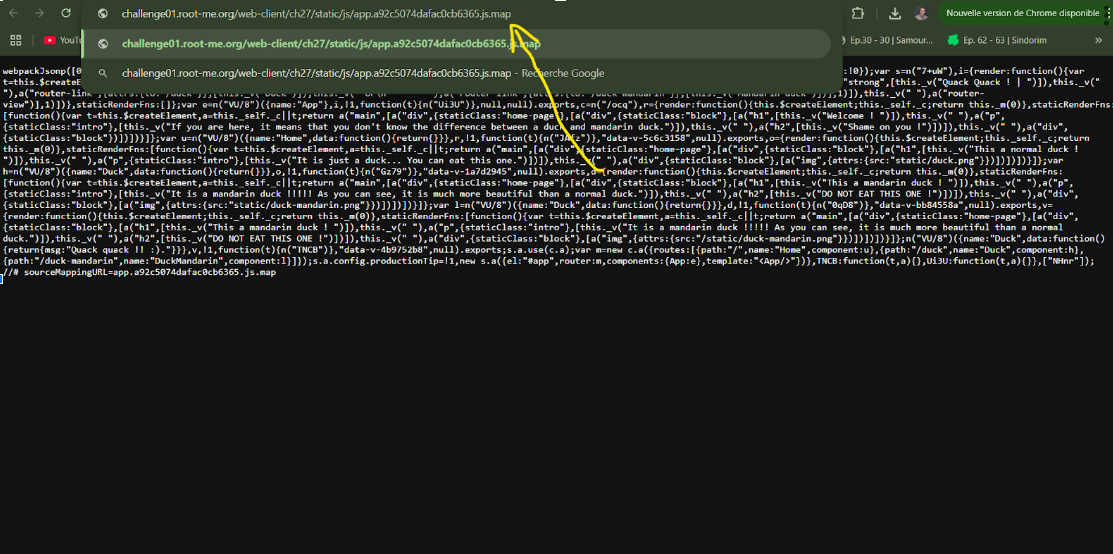 challenge01.root-me.org/web-client/ch27/static/js/app.a92c5074dafac0cb6365.js.map
Nouvelle version de Chrome disponible
YouTu
challenge01.root-me.org/web-client/ch27/static/js/app.a92c5074dafac0cb6365.js.map
Ep.30 - 30 | Samour...
Ep. 62 - 63 | Sindorim
»
challenge01.root-me.org/web-client/ch27/static/js/app.a92c5074dafac0cb6365.js.map - Recherche Google
webpackJsonp([0
:!0});var s=n("7+uW"),i={render:function(){var
t=this.$createEl
"strong",[this._v("Quack Quack ! | ")]),this._v("
view")],1)])},staticRenderFns:[]};var e=n("VU/8")({name:"App"},i,!1,function(t){n("Ui3U")},null,null).exports,c=n("/ocq"),r={render:function(){this.$createElement;this._self._c;return this._m(0)},staticRenderFns:
[function(){var t=this.$createElement,a=this._self._c||t;return a("main",[a("div",{staticClass:"home-page"},[a("div",{staticClass:"block"},[a("h1",[this._v("Welcome ! ")]),this._v(" "),a("p",
{staticClass:"intro"},[this._v("If you are here, it means that you don't know the difference between a duck and mandarin duck.")]),this._v(" "),a("h2",[this._v("Shame on you !")])]),this._v(" "),a("div",
{staticClass:"block"})])])}]};var u=n("VU/8")({name:"Home",data:function(){return{}}},r,!1,function(t){n("JAfz")},"data-v-5c6c3158",null).exports,o={render:function(){this.$createElement;this._self._c;return
this._m(0)},staticRenderFns:[function(){var t=this.$createElement,a=this._self._c||t;return a("main",[a("div",{staticClass:"home-page"},[a("div",{staticClass:"block"},[a("h1",[this._v("This a normal duck !
")]),this._v(" "),a("p",{staticClass:"intro"},[this._v("It is just a duck... You can eat this one.")])]),this._v(" "),a("div",{staticClass:"block"},[a("img",{attrs:{src:"static/duck.png"}})])])])}]};var
h=n("VU/8")({name:"Duck",data:function(){return{}}},o,!1,function(t){n("Gz79")},"data-v-1a7d2945",null).exports,d={render:function(){this.$createElement;this._self._c;return this._m(0)},staticRenderFns:
[function(){var t=this.$createElement,a=this._self._c||t;return a("main",[a("div",{staticClass:"home-page"},[a("div",{staticClass:"block"},[a("h1",[this._v("This a mandarin duck ! ")]),this._v(" "),a("p",
{staticClass:"intro"},[this._v("It is a mandarin duck !!!!! As you can see, it is much more beautiful than a normal duck.")]),this._v(" "),a("h2",[this._v("DO NOT EAT THIS ONE !")])]),this._v(" "),a("div",
{staticClass:"block"},[a("img",{attrs:{src:"static/duck-mandarin.png"}})])])])}]};var l=n("VU/8")({name:"Duck",data:function(){return{}}},d,!1,function(t){n("0qD8")},"data-v-bb84558a",null).exports,v=
{render:function(){this.$createElement;this._self._c;return this._m(0)},staticRenderFns:[function(){var t=this.$createElement,a=this._self._c||t;return a("main",[a("div",{staticClass:"home-page"},[a("div",
{staticClass:"block"},[a("h1",[this._v("This a mandarin duck ! ")]),this._v(" "),a("p",{staticClass:"intro"},[this._v("It is a mandarin duck !!!!! As you can see, it is much more beautiful than a normal
duck.")]),this._v(" "),a("h2",[this._v("DO NOT EAT THIS ONE !")])]),this._v(" "),a("div",{staticClass:"block"},[a("img",{attrs:{src:"/static/duck-mandarin.png"}})])])])}]};n("VU/8")({name:"Duck",data:function()
{return{msg:"Quack quack !! :)."}}},v,!1,function(t){n("TNCB")},"data-v-4b9752b8",null).exports;s.a.use(c.a);var m=new c.a({routes:[{path:"/",name:"Home",component:u},{path:"/duck",name:"Duck",component:h},
{path:"/duck-mandarin",name:"DuckMandarin",component:l}]});s.a.config.productionTip=!1,new s.a({el:"#app",router:m,components:{App:e},template:"<App/>"})},TNCB:function(t,a){},Ui3U:function(t,a){}},["NHnr"]);
//# sourceMappingURL=app.a92c5074dafac0cb6365.js.map